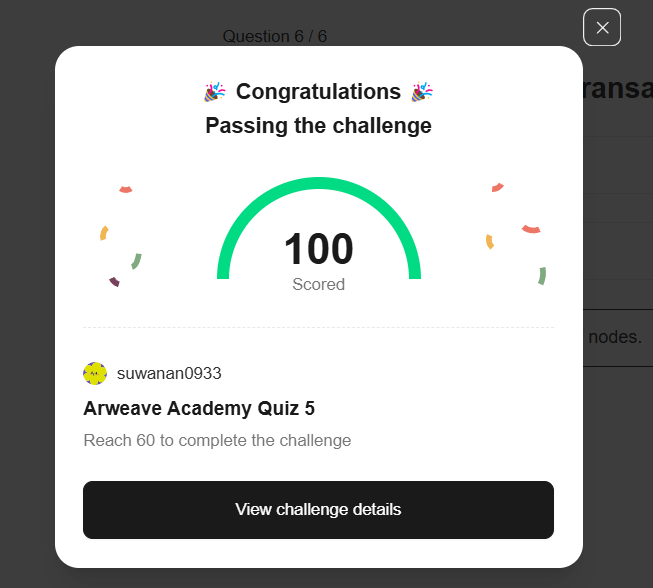 Question 6 / 6
Congratulations
Passing the challenge
100
Scored
nodes.
suwanan0933
Arweave Academy Quiz 5
Reach 60 to complete the challenge
View challenge details